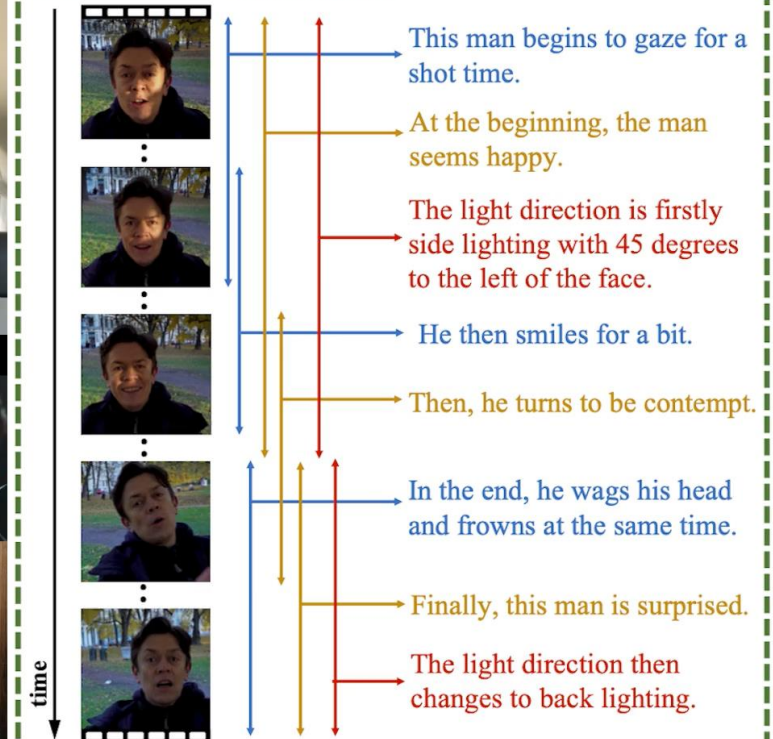 This man begins to gaze for a
shot time.
At the beginning, the man
seems happy.
The light direction is firstly
side lighting with 45 degrees
to the left of the face.
He then smiles for a bit.
Then, he turns to be contempt.
In the end, he wags his head
and frowns at the same time.
Finally, this man is surprised.
The light direction then
changes to back lighting.
time